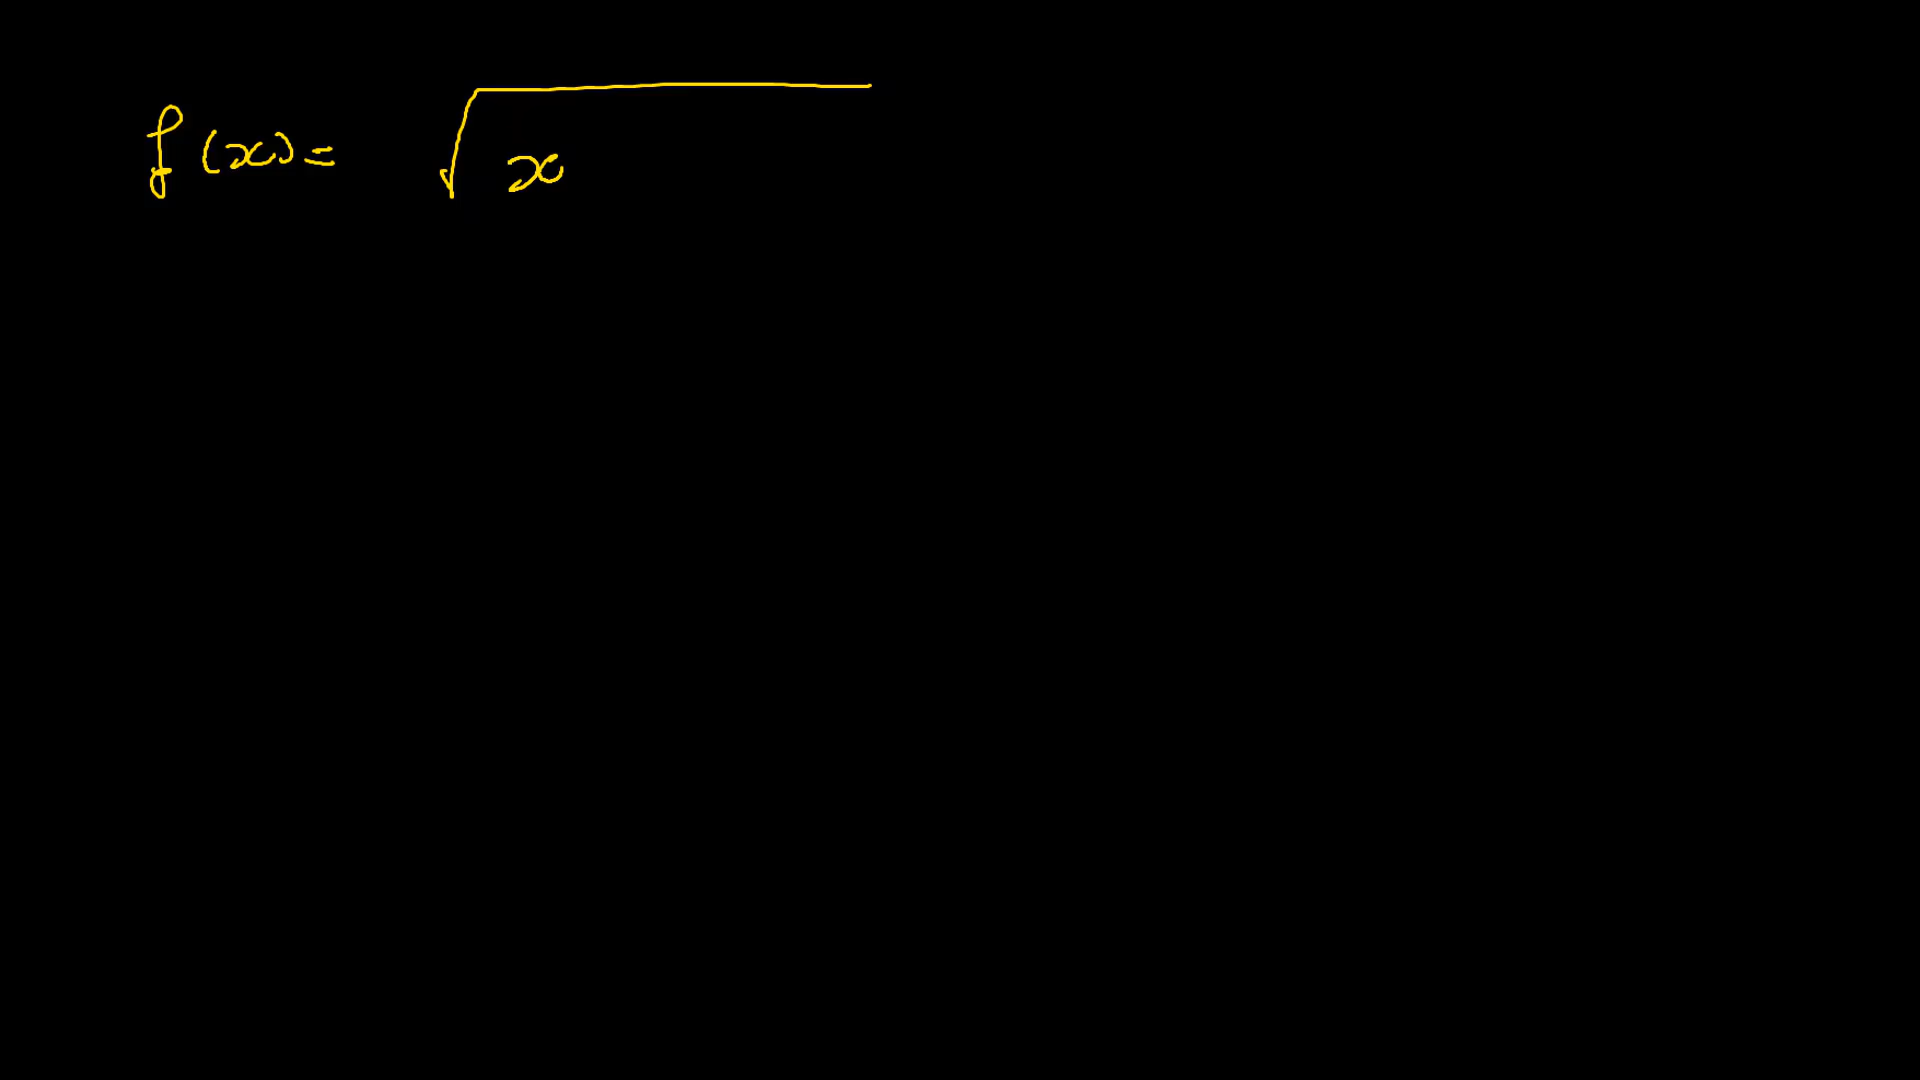 f(x) = √x